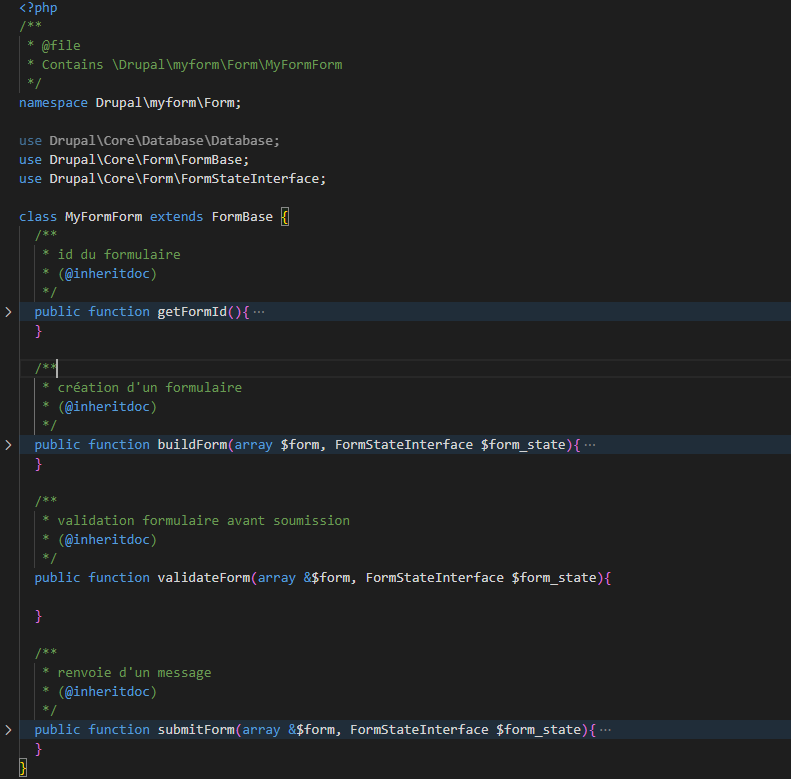 <?php
/**
 * @file
 * Contains \Drupal\myform\Form\MyFormForm
 */
namespace Drupal\myform\Form;

use Drupal\Core\Database\Database;
use Drupal\Core\Form\FormBase;
use Drupal\Core\Form\FormStateInterface;

class MyFormForm extends FormBase {
  /**
   * id du formulaire
   * (@inheritdoc)
   */
  public function getFormId(){ ···
  }

  /**
   * création d'un formulaire
   * (@inheritdoc)
   */
  public function buildForm(array $form, FormStateInterface $form_state){ ···
  }

  /**
   * validation formulaire avant soumission
   * (@inheritdoc)
   */
  public function validateForm(array &$form, FormStateInterface $form_state){

  }

  /**
   * renvoie d'un message
   * (@inheritdoc)
   */
  public function submitForm(array &$form, FormStateInterface $form_state){ ···
  }
}